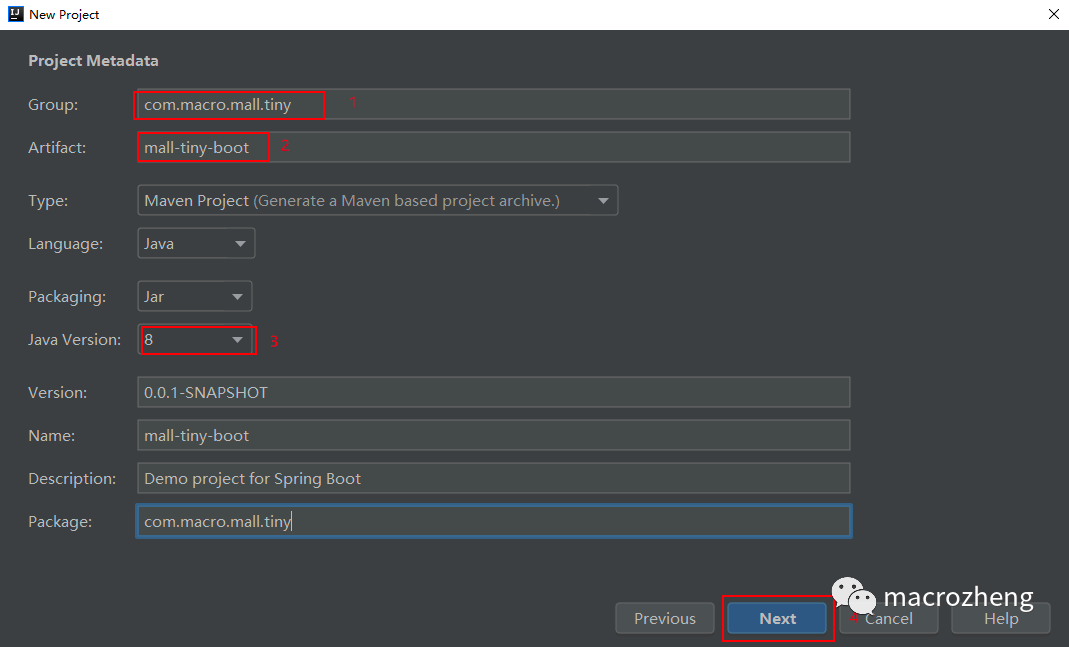 New Project
Project Metadata
Group: com.macro.mall.tiny 1
Artifact: mall-tiny-boot 2
Type: Maven Project (Generate a Maven based project archive.)
Language: Java
Packaging: Jar
Java Version: 8 3
Version: 0.0.1-SNAPSHOT
Name: mall-tiny-boot
Description: Demo project for Spring Boot
Package: com.macro.mall.tiny
macrozheng
Previous Next 4 Cancel Help